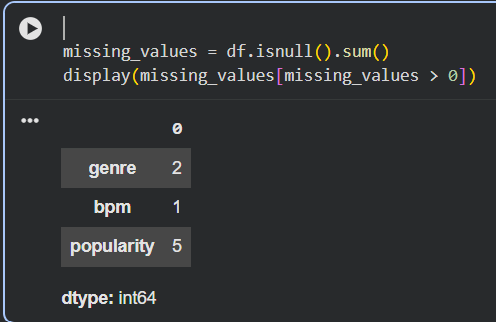 missing_values = df.isnull().sum()
display(missing_values[missing_values > 0])
0
genre 2
bpm 1
popularity 5
dtype: int64